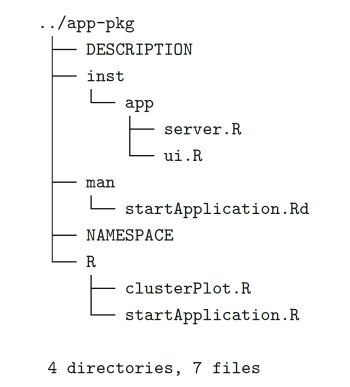 ../app-pkg
DESCRIPTION
inst
app
server.R
ui.R
man
startApplication.Rd
NAMESPACE
R
clusterPlot.R
startApplication.R
4 directories, 7 files